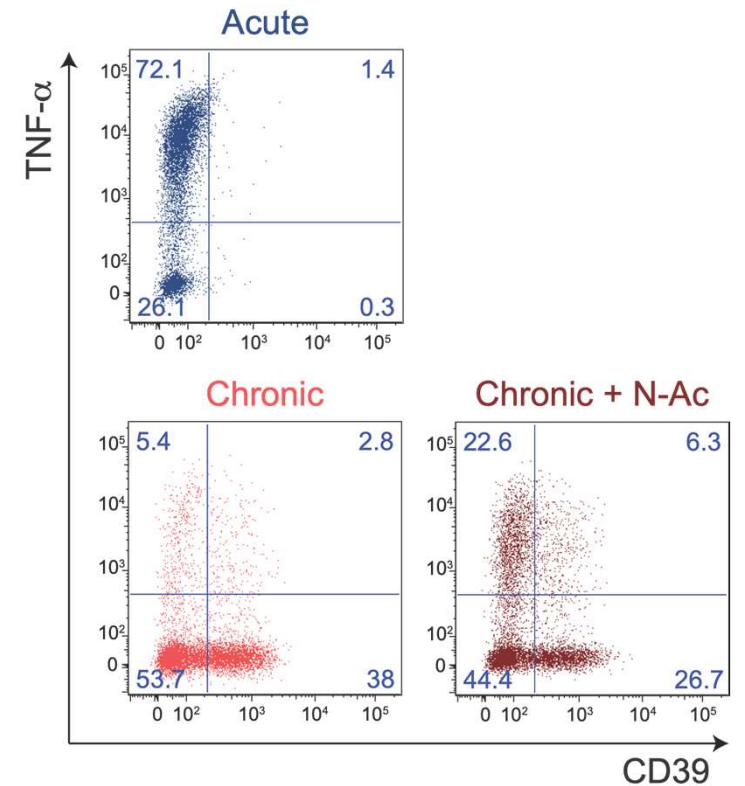 Acute
TNF-α
72.1 1.4
10⁵
10⁴
10³
10²
0
26.1 0.3
0 10² 10³ 10⁴ 10⁵
Chronic
5.4 2.8
10⁵
10⁴
10³
10²
0
53.7 38
0 10² 10³ 10⁴ 10⁵
Chronic + N-Ac
22.6 6.3
10⁵
10⁴
10³
10²
0
44.4 26.7
0 10² 10³ 10⁴ 10⁵
CD39